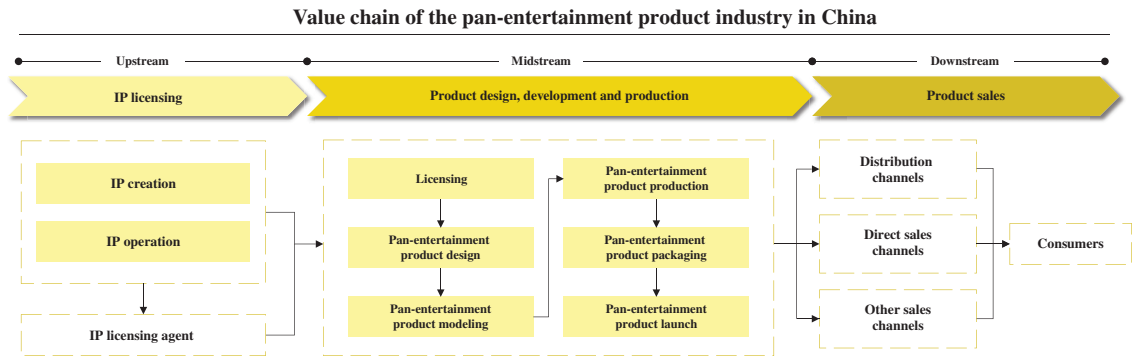 Value chain of the pan-entertainment product industry in China
Upstream
Midstream
Downstream
IP licensing
Product design, development and production
Product sales
IP creation
IP operation
IP licensing agent
Licensing
Pan-entertainment
product design
Pan-entertainment
product modeling
Pan-entertainment
product production
Pan-entertainment
product packaging
Pan-entertainment
product launch
Distribution
channels
Direct sales
channels
Other sales
channels
Consumers